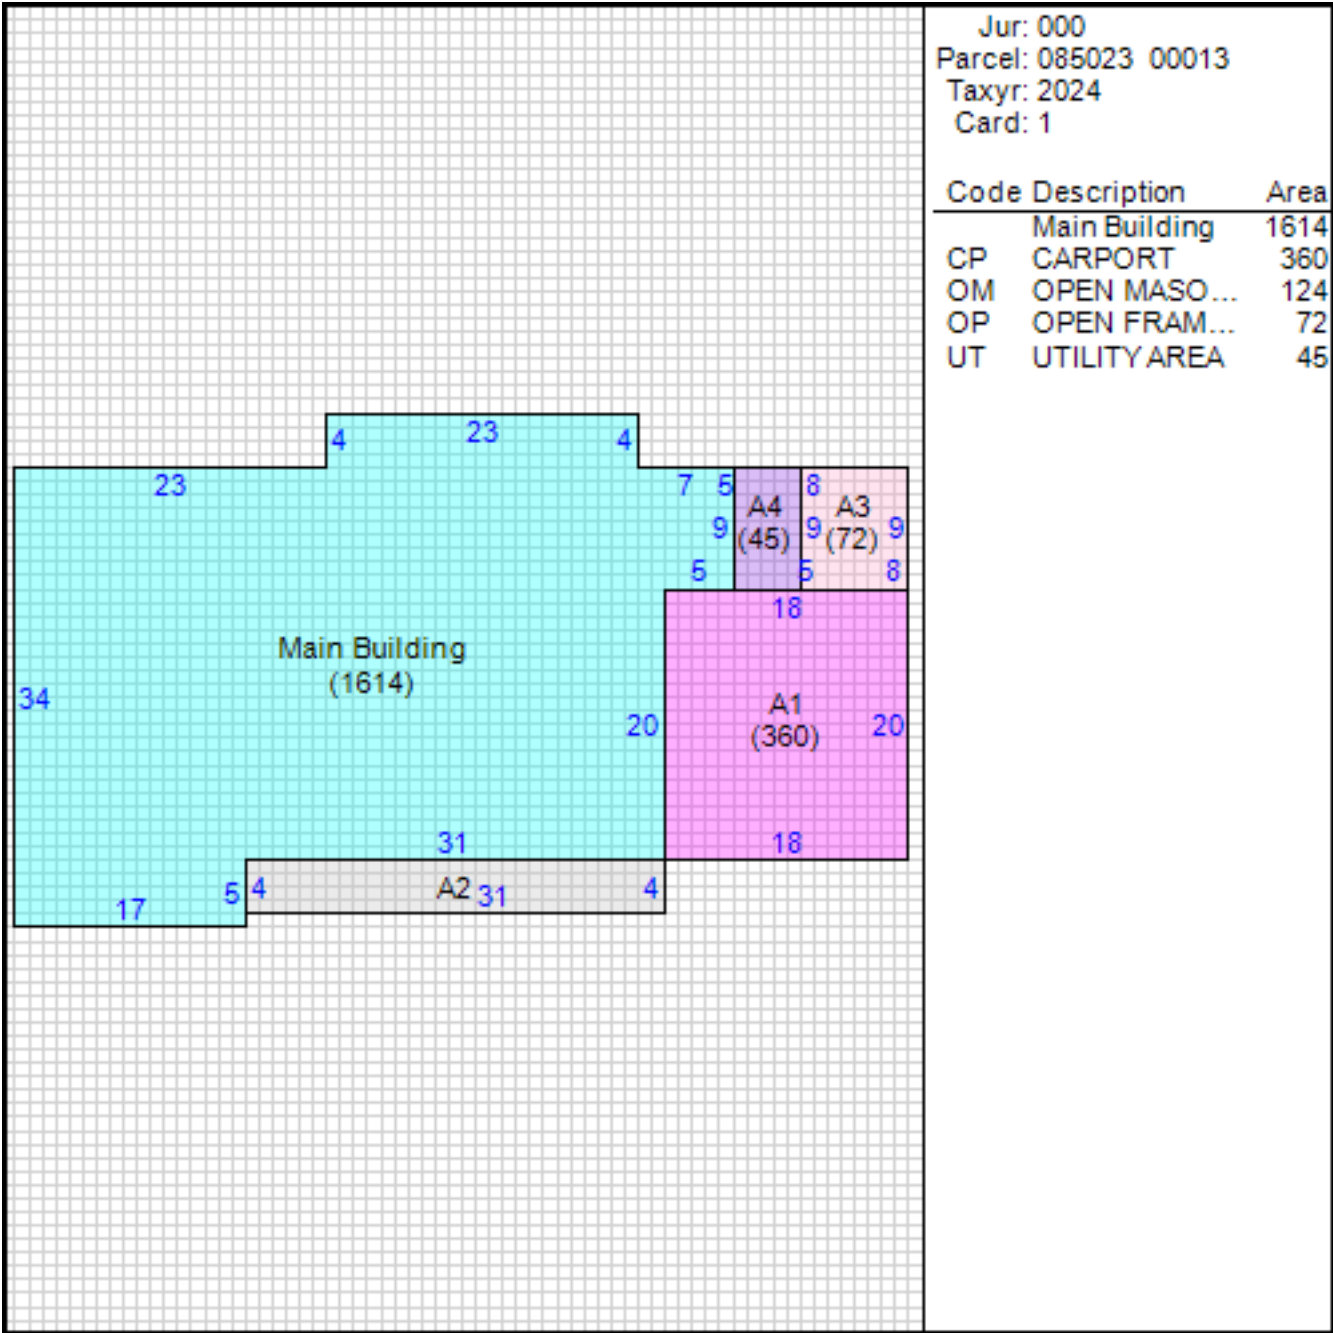 Jur: 000
Parcel: 085023 00013
Taxyr: 2024
Card: 1
Code Description Area
Main Building 1614
CP CARPORT 360
OM OPEN MASO... 124
OP OPEN FRAM... 72
UT UTILITY AREA 45
4 23 4
23 7 5 8
A4 A3
9 (45) 9 (72) 9
5 5 8
18
Main Building
(1614)
34
A1
20 (360) 20
31 18
5 4 A2 31 4
17